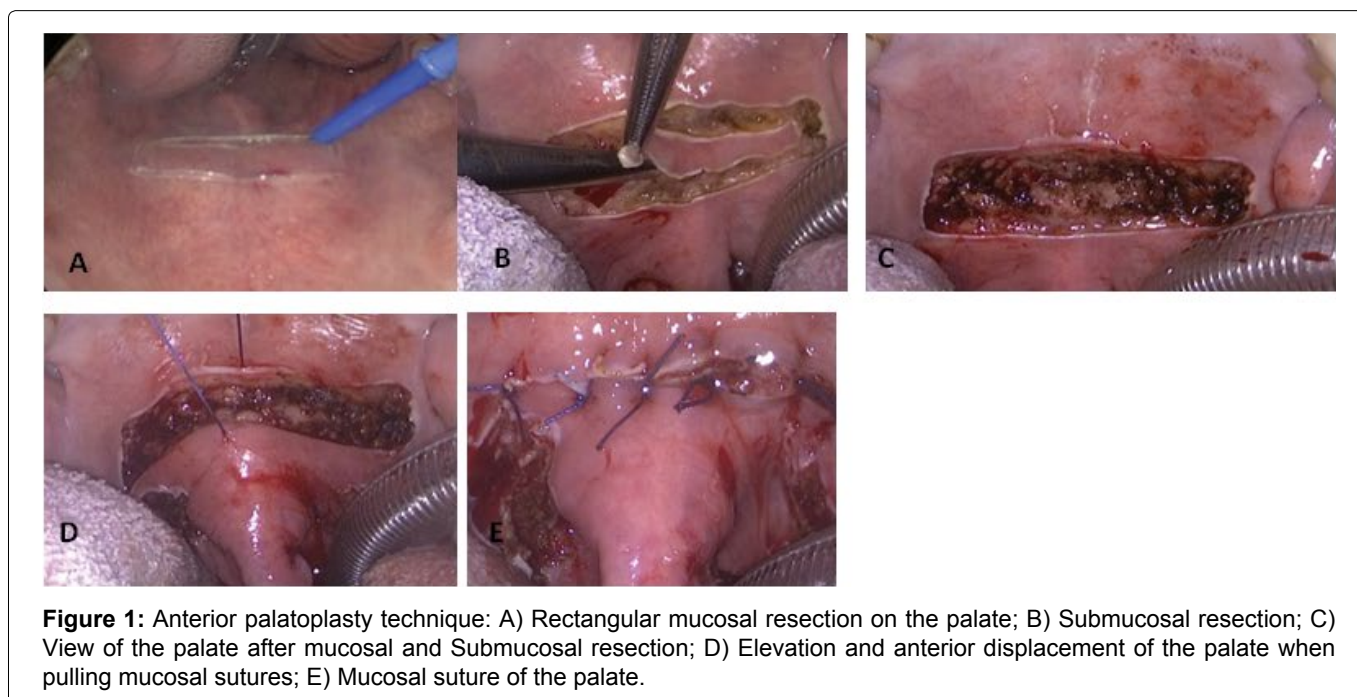 A
B
C
D
E
Figure 1: Anterior palatoplasty technique: A) Rectangular mucosal resection on the palate; B) Submucosal resection; C)
View of the palate after mucosal and Submucosal resection; D) Elevation and anterior displacement of the palate when
pulling mucosal sutures; E) Mucosal suture of the palate.